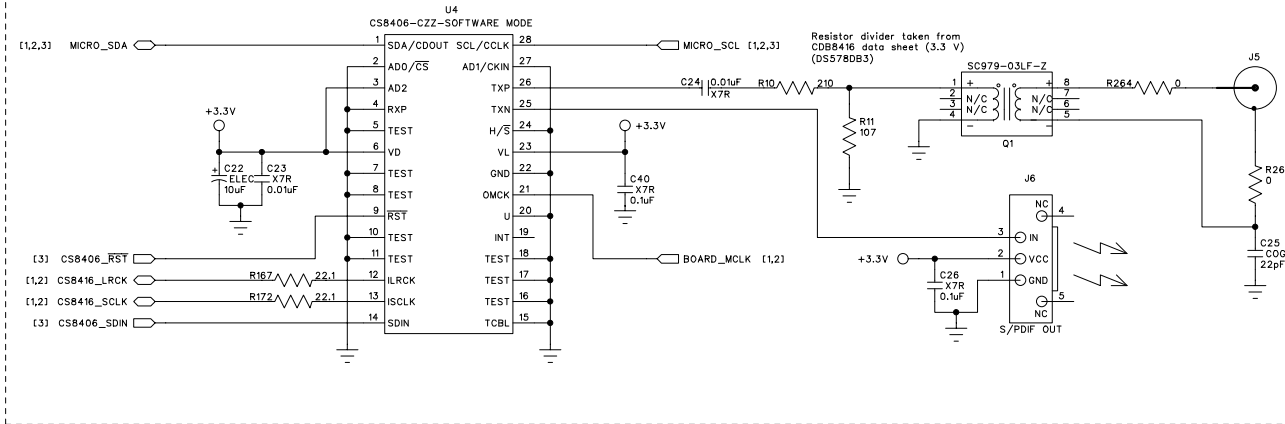 U4
CS8406-CZZ-SOFTWARE MODE
[1,2,3] MICRO_SDA
1 SDA/CDOUT SCL/CCLK 28
MICRO_SCL [1,2,3]
2 AD0/CS AD1/CKIN 27
3 AD2 TXP 26
4 RXP TXN 25
5 TEST H/S 24
6 VD VL 23
7 TEST GND 22
8 TEST OMCK 21
9 RST U 20
10 TEST INT 19
11 TEST TEST 18
12 ILRCK TEST 17
13 ISCLK TEST 16
14 SDIN TCBL 15
+3.3V
C22
ELEC
10uF
+
C23
X7R
0.01uF
[3] CS8406_RST
[1,2] CS8416_LRCK
R167 22.1
[1,2] CS8416_SCLK
R172 22.1
[3] CS8406_SDIN
+3.3V
C40
X7R
0.1uF
BOARD_MCLK [1,2]
C24 0.01uF
X7R
R10 210
Resistor divider taken from
CDB8416 data sheet (3.3 V)
(DS578DB3)
R11
107
SC979-03LF-Z
1 + + 8
2 N/C N/C 7
3 N/C N/C 6
4 - - 5
Q1
R264 0
J5
R26
0
C25
COG
22pF
J6
NC 4
3 IN
+3.3V
2 VCC
1 GND
NC 5
C26
X7R
0.1uF
S/PDIF OUT